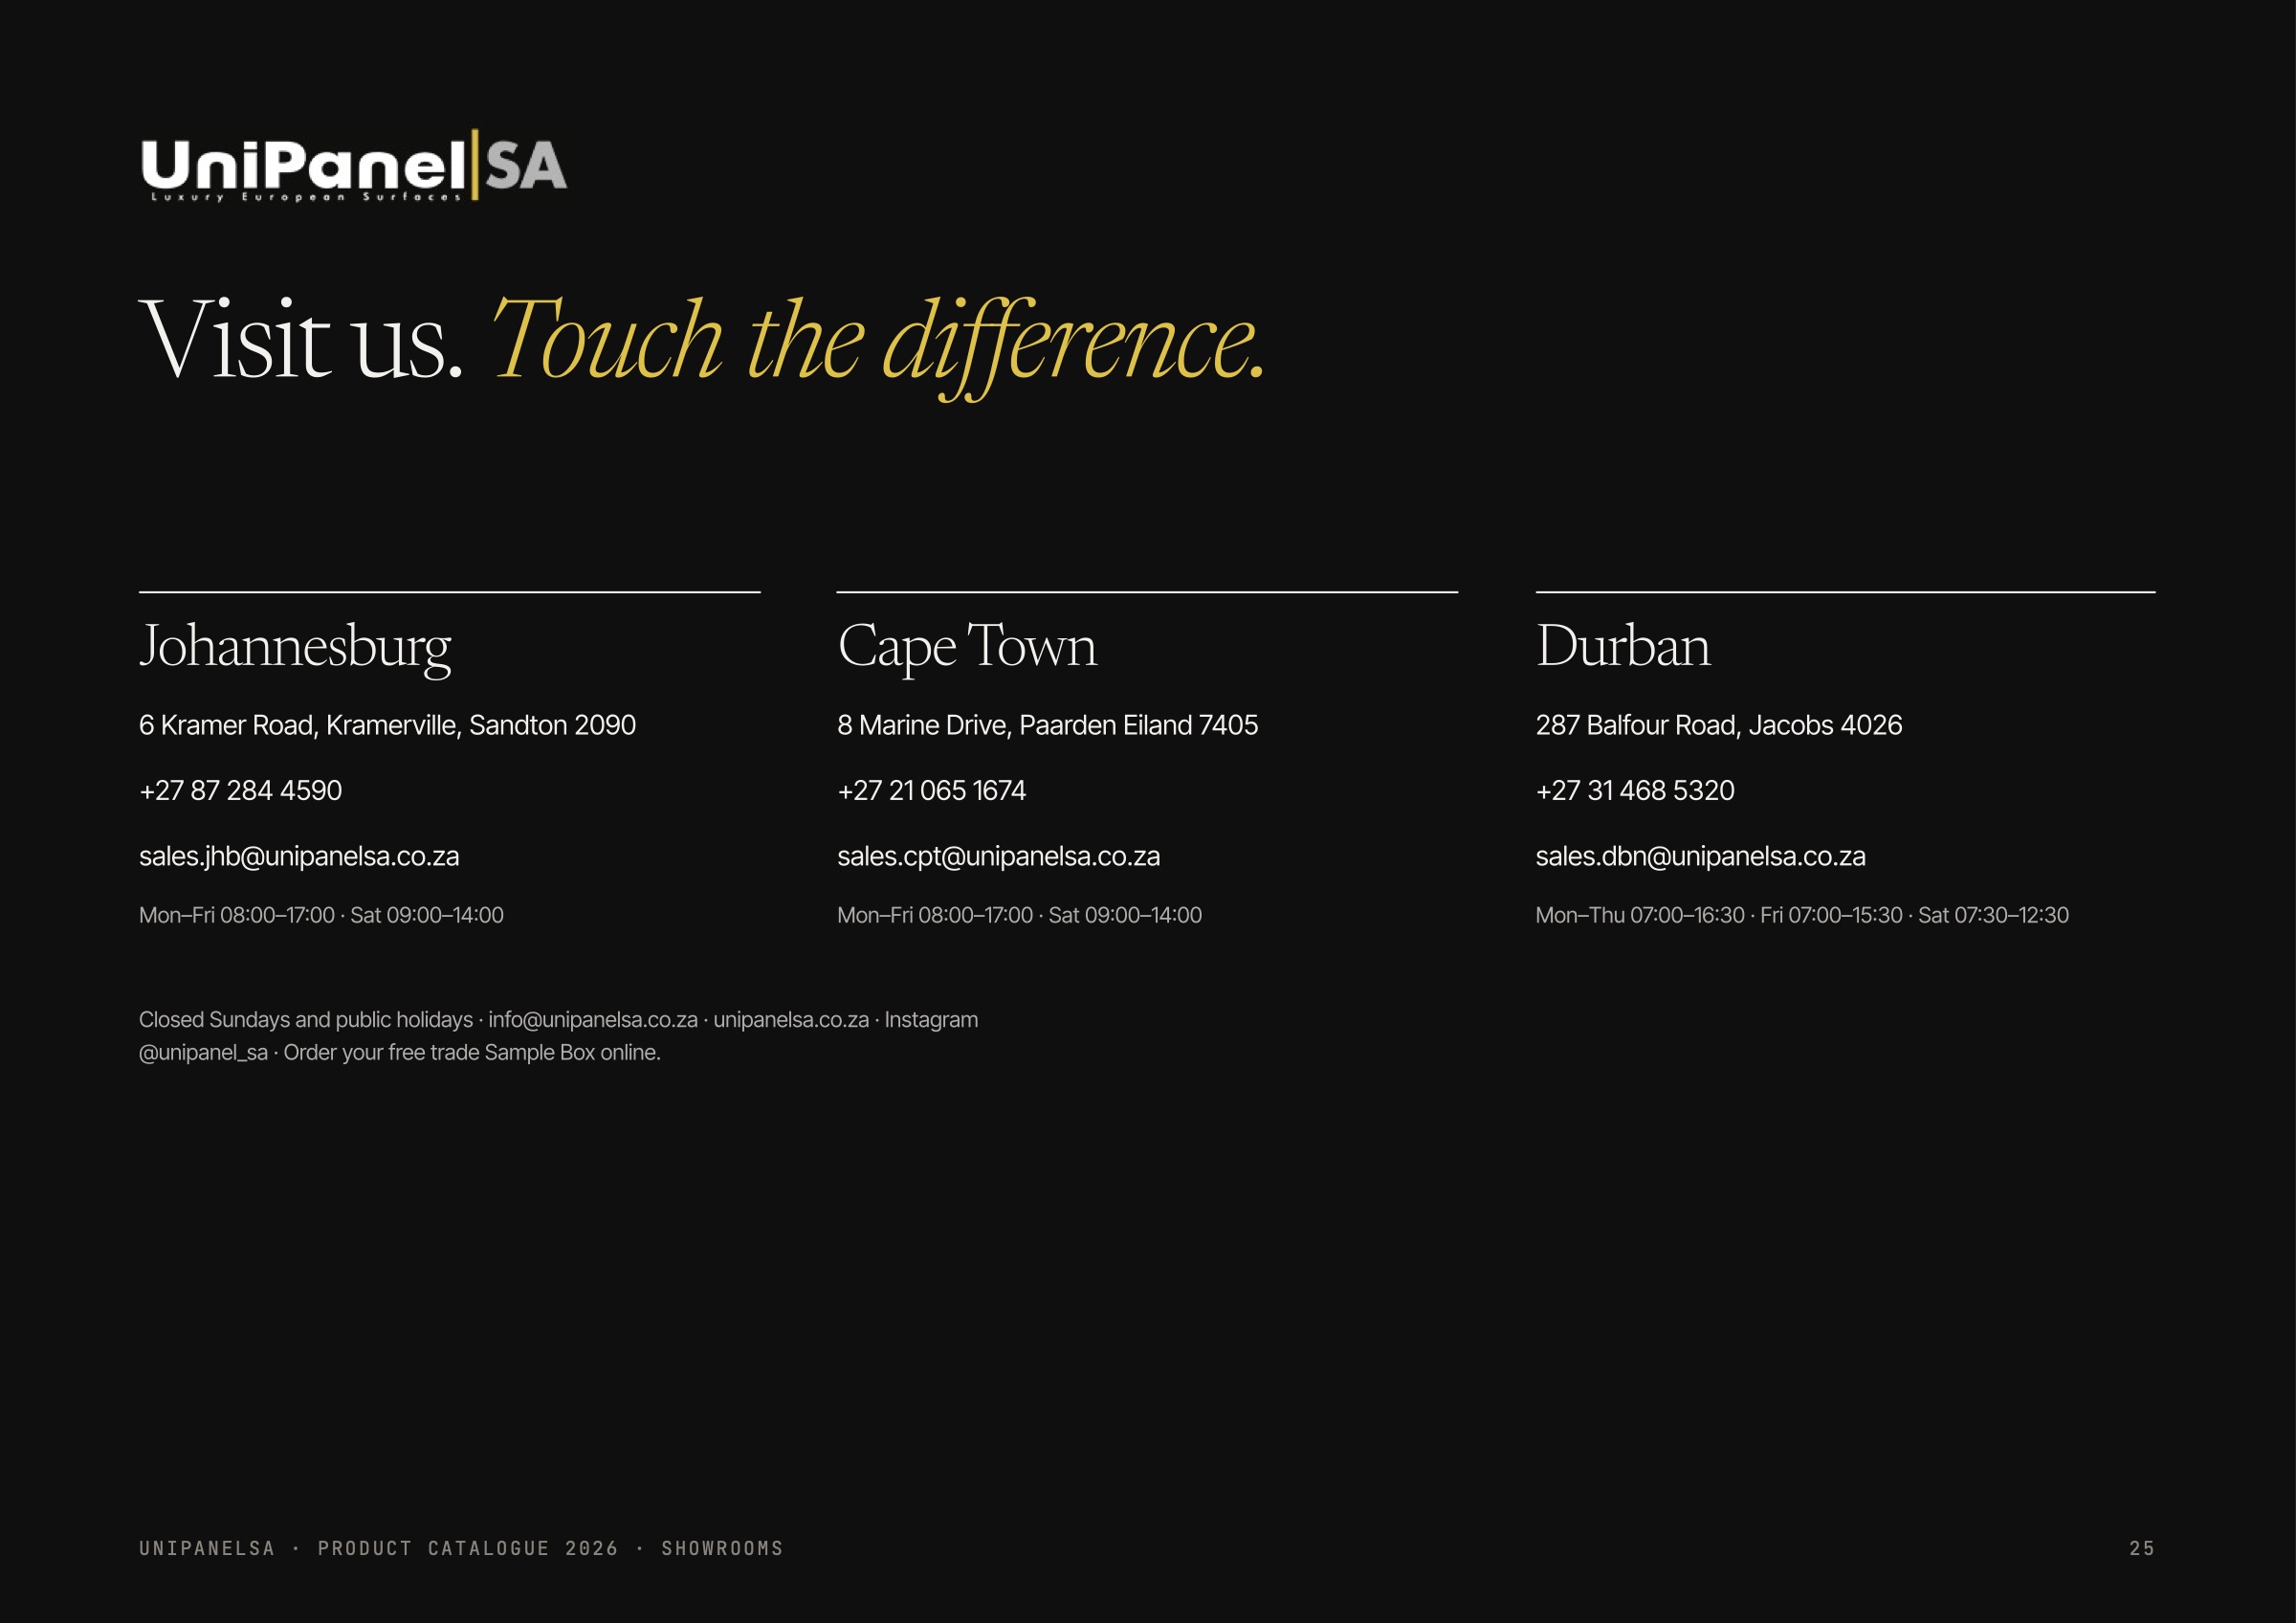 UniPanel|SA
Luxury European Surfaces
Visit us. Touch the difference.
Johannesburg
6 Kramer Road, Kramerville, Sandton 2090
+27 87 284 4590
sales.jhb@unipanelsa.co.za
Mon–Fri 08:00–17:00 · Sat 09:00–14:00
Cape Town
8 Marine Drive, Paarden Eiland 7405
+27 21 065 1674
sales.cpt@unipanelsa.co.za
Mon–Fri 08:00–17:00 · Sat 09:00–14:00
Durban
287 Balfour Road, Jacobs 4026
+27 31 468 5320
sales.dbn@unipanelsa.co.za
Mon–Thu 07:00–16:30 · Fri 07:00–15:30 · Sat 07:30–12:30
Closed Sundays and public holidays · info@unipanelsa.co.za · unipanelsa.co.za · Instagram
@unipanel_sa · Order your free trade Sample Box online.
UNIPANELSA · PRODUCT CATALOGUE 2026 · SHOWROOMS
25